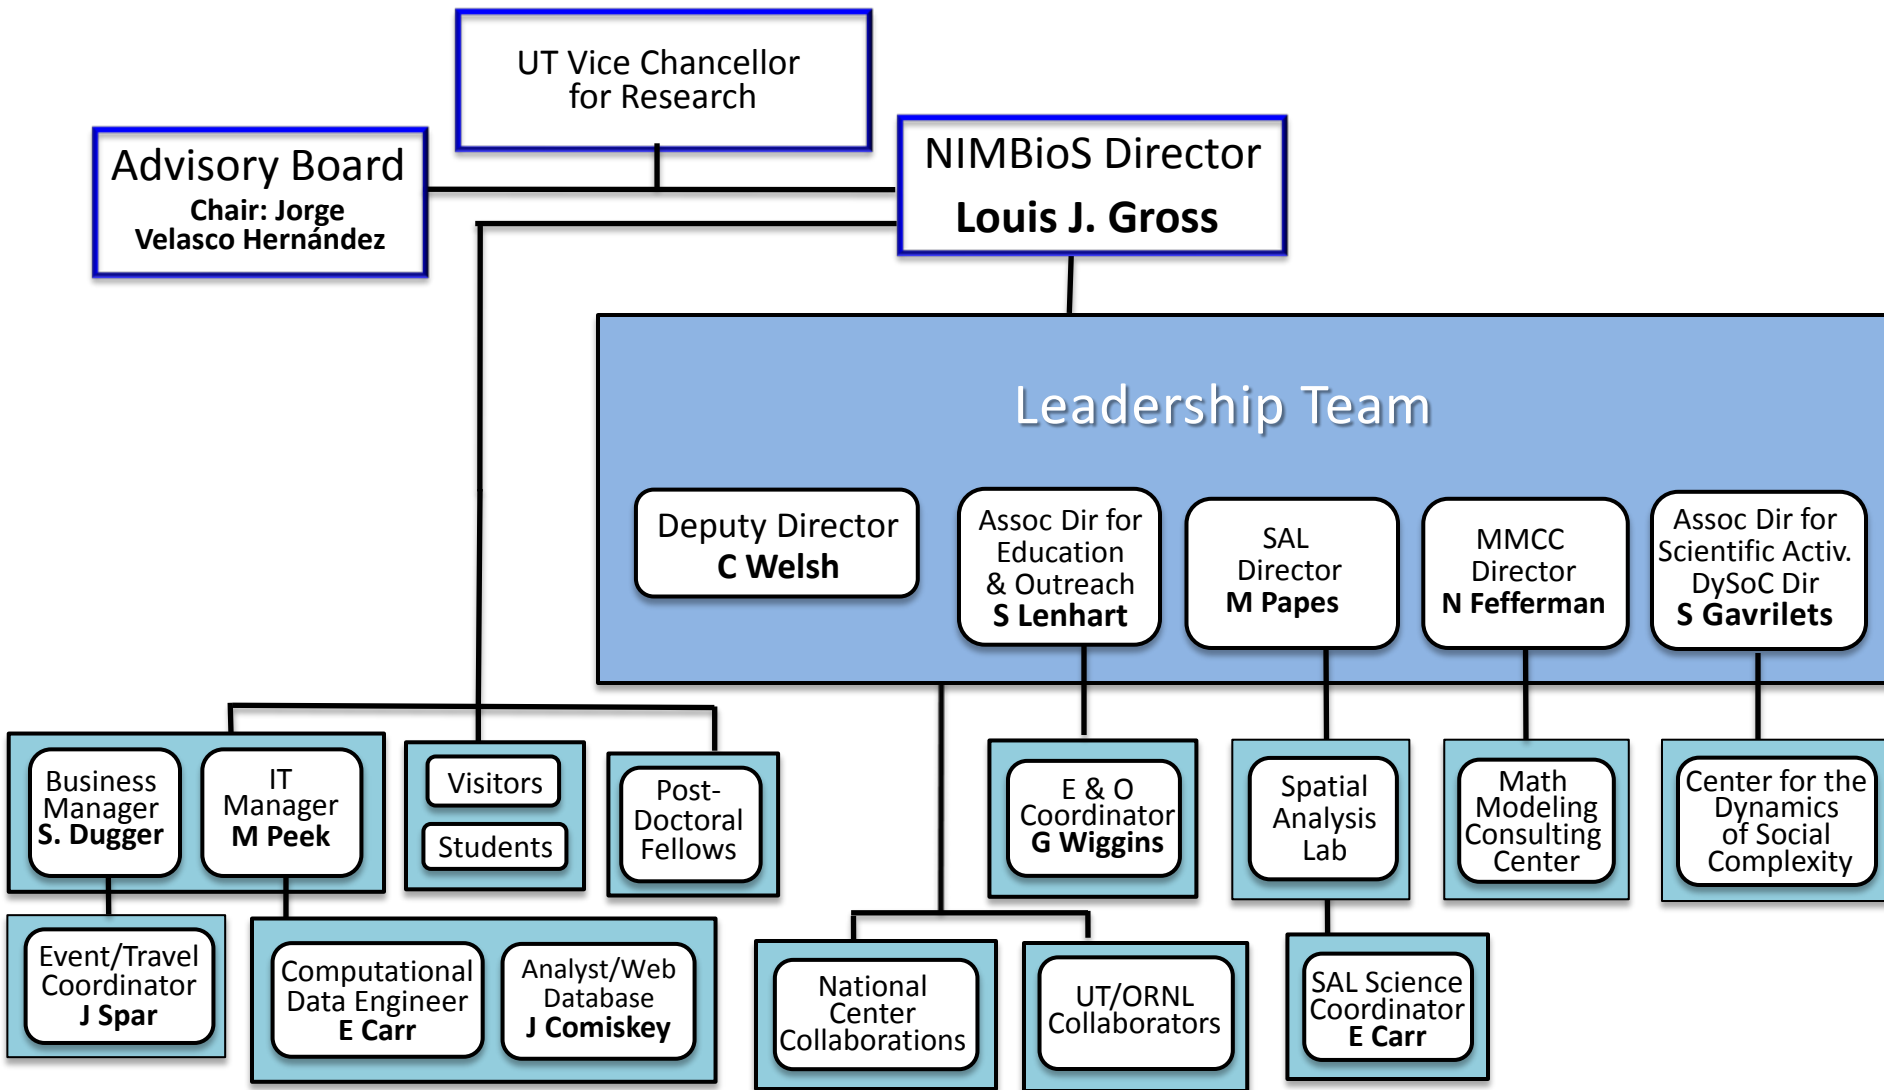 UT Vice Chancellor
for Research
Advisory Board
Chair: Jorge
Velasco Hernández
NIMBioS Director
Louis J. Gross
Leadership Team
Deputy Director
C Welsh
Assoc Dir for
Education
& Outreach
S Lenhart
SAL
Director
M Papes
MMCC
Director
N Fefferman
Assoc Dir for
Scientific Activ.
DySoC Dir
S Gavrilets
Business
Manager
S. Dugger
IT
Manager
M Peek
Visitors
Students
Post-
Doctoral
Fellows
E & O
Coordinator
G Wiggins
Spatial
Analysis
Lab
Math
Modeling
Consulting
Center
Center for the
Dynamics
of Social
Complexity
Event/Travel
Coordinator
J Spar
Computational
Data Engineer
E Carr
Analyst/Web
Database
J Comiskey
National
Center
Collaborations
UT/ORNL
Collaborators
SAL Science
Coordinator
E Carr